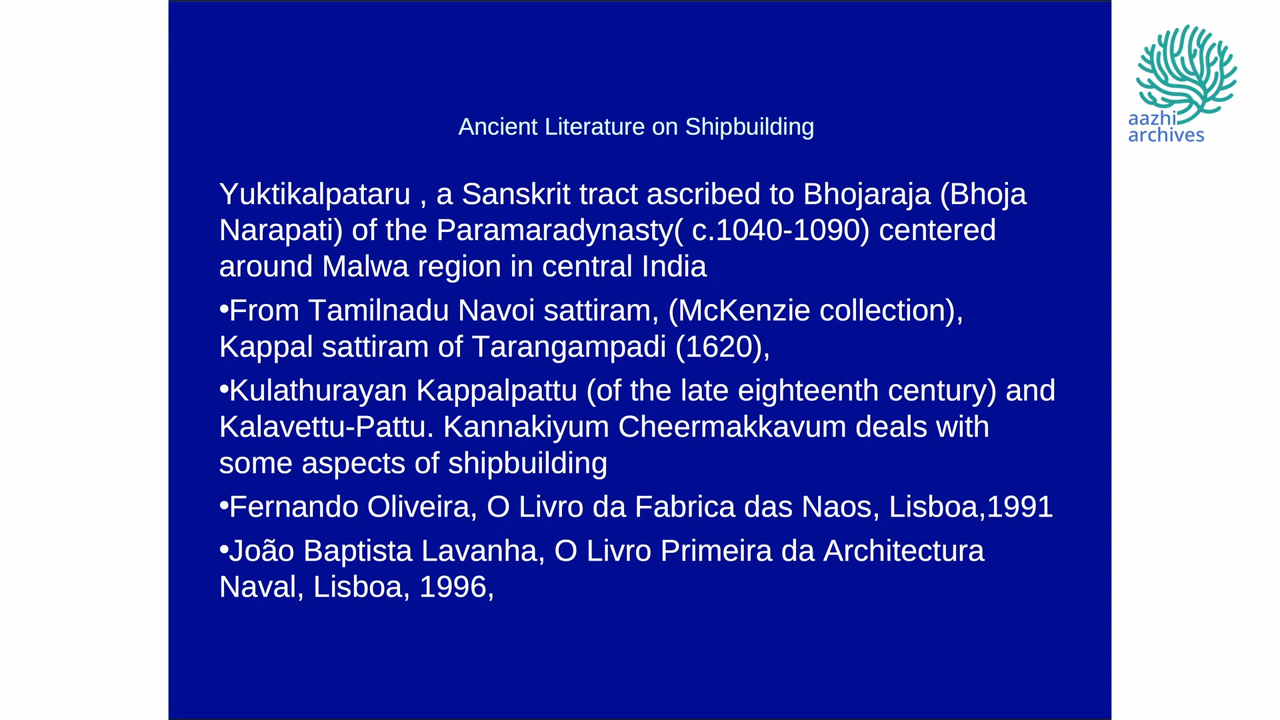 Ancient Literature on Shipbuilding
aazhi
archives
Yuktikalpataru , a Sanskrit tract ascribed to Bhojaraja (Bhoja
Narapati) of the Paramaradynasty( c.1040-1090) centered
around Malwa region in central India
•From Tamilnadu Navoi sattiram, (McKenzie collection),
Kappal sattiram of Tarangampadi (1620),
•Kulathurayan Kappalpattu (of the late eighteenth century) and
Kalavettu-Pattu. Kannakiyum Cheermakkavum deals with
some aspects of shipbuilding
•Fernando Oliveira, O Livro da Fabrica das Naos, Lisboa,1991
•João Baptista Lavanha, O Livro Primeira da Architectura
Naval, Lisboa, 1996,